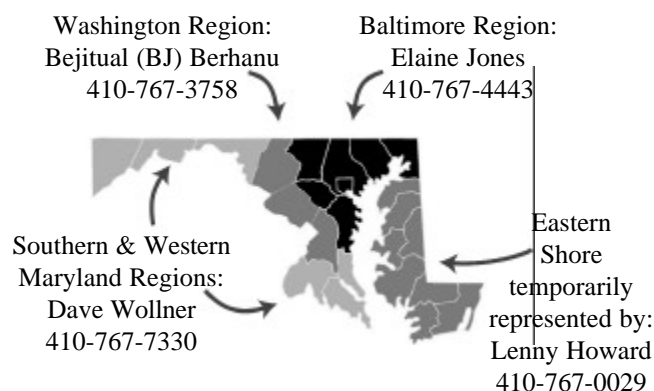 Washington Region:
Bejitual (BJ) Berhanu
410-767-3758
Baltimore Region:
Elaine Jones
410-767-4443
Southern & Western
Maryland Regions:
Dave Wollner
410-767-7330
Eastern
Shore
temporarily
represented by:
Lenny Howard
410-767-0029